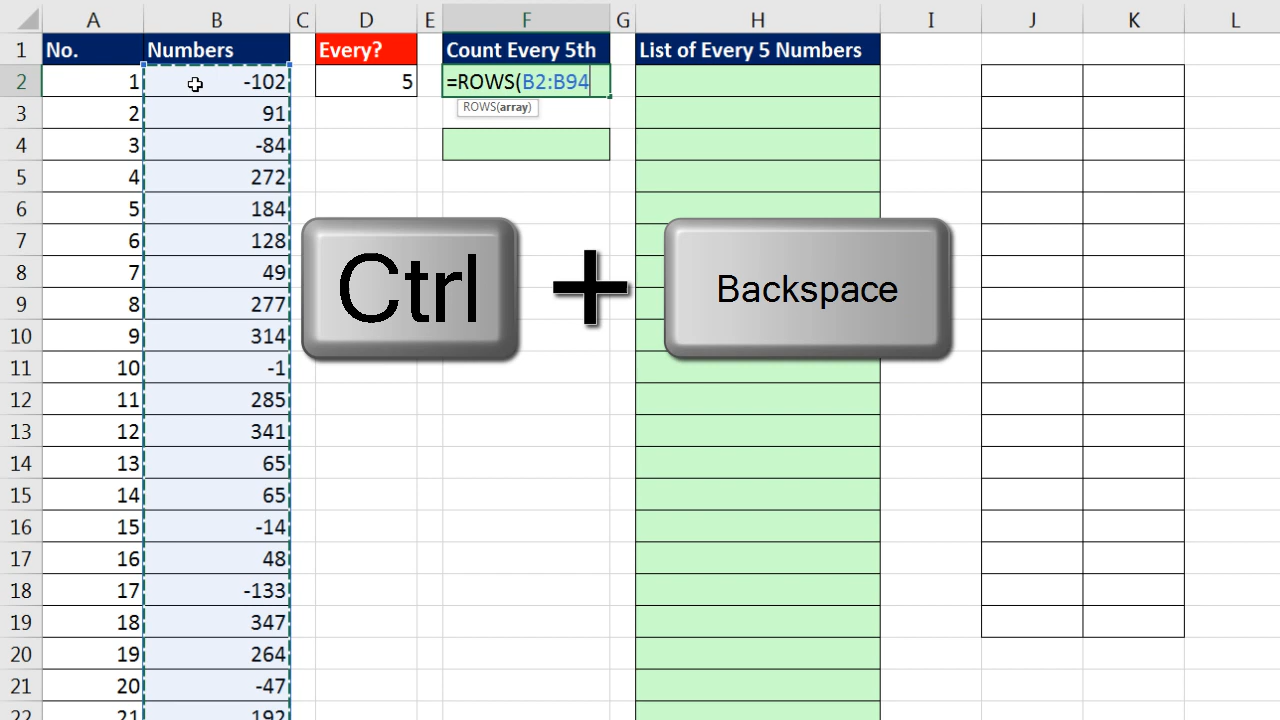 A B C D E F G H I J K L
1 No. Numbers Every? Count Every 5th List of Every 5 Numbers
2 1 -102 5 =ROWS(B2:B94
3 2 91 ROWS(array)
4 3 -84
5 4 272
6 5 184
7 6 128
8 7 49
9 8 277
10 9 314
Ctrl + Backspace
11 10 -1
12 11 285
13 12 341
14 13 65
15 14 65
16 15 -14
17 16 48
18 17 -133
19 18 347
20 19 264
21 20 -47
22 21 192